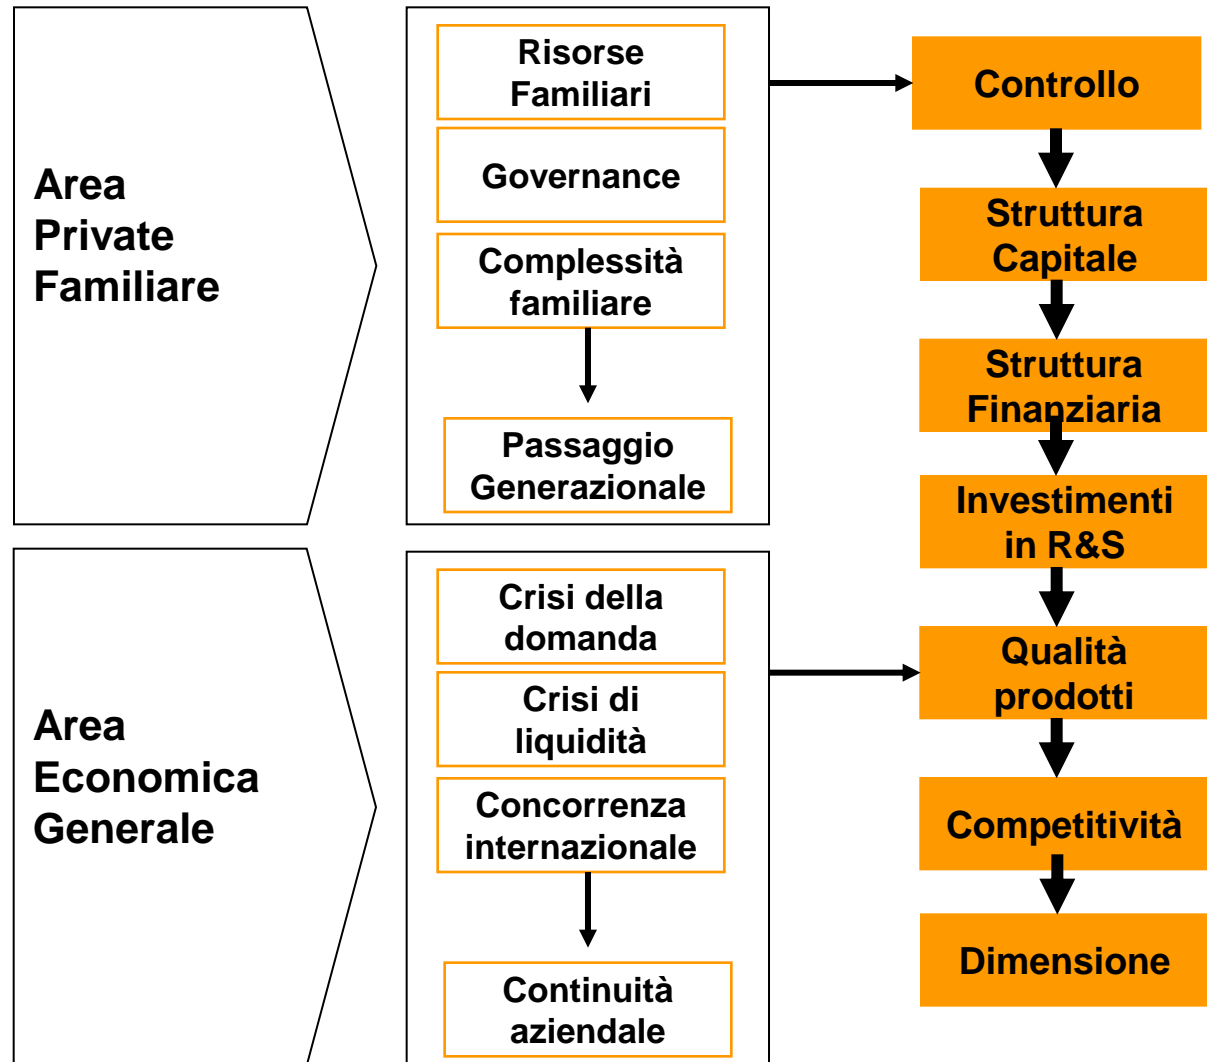 Area
Private
Familiare
Risorse
Familiari
Governance
Complessità
familiare
Passaggio
Generazionale
Area
Economica
Generale
Crisi della
domanda
Crisi di
liquidità
Concorrenza
internazionale
Continuità
aziendale
Controllo
Struttura
Capitale
Struttura
Finanziaria
Investimenti
in R&S
Qualità
prodotti
Competitività
Dimensione